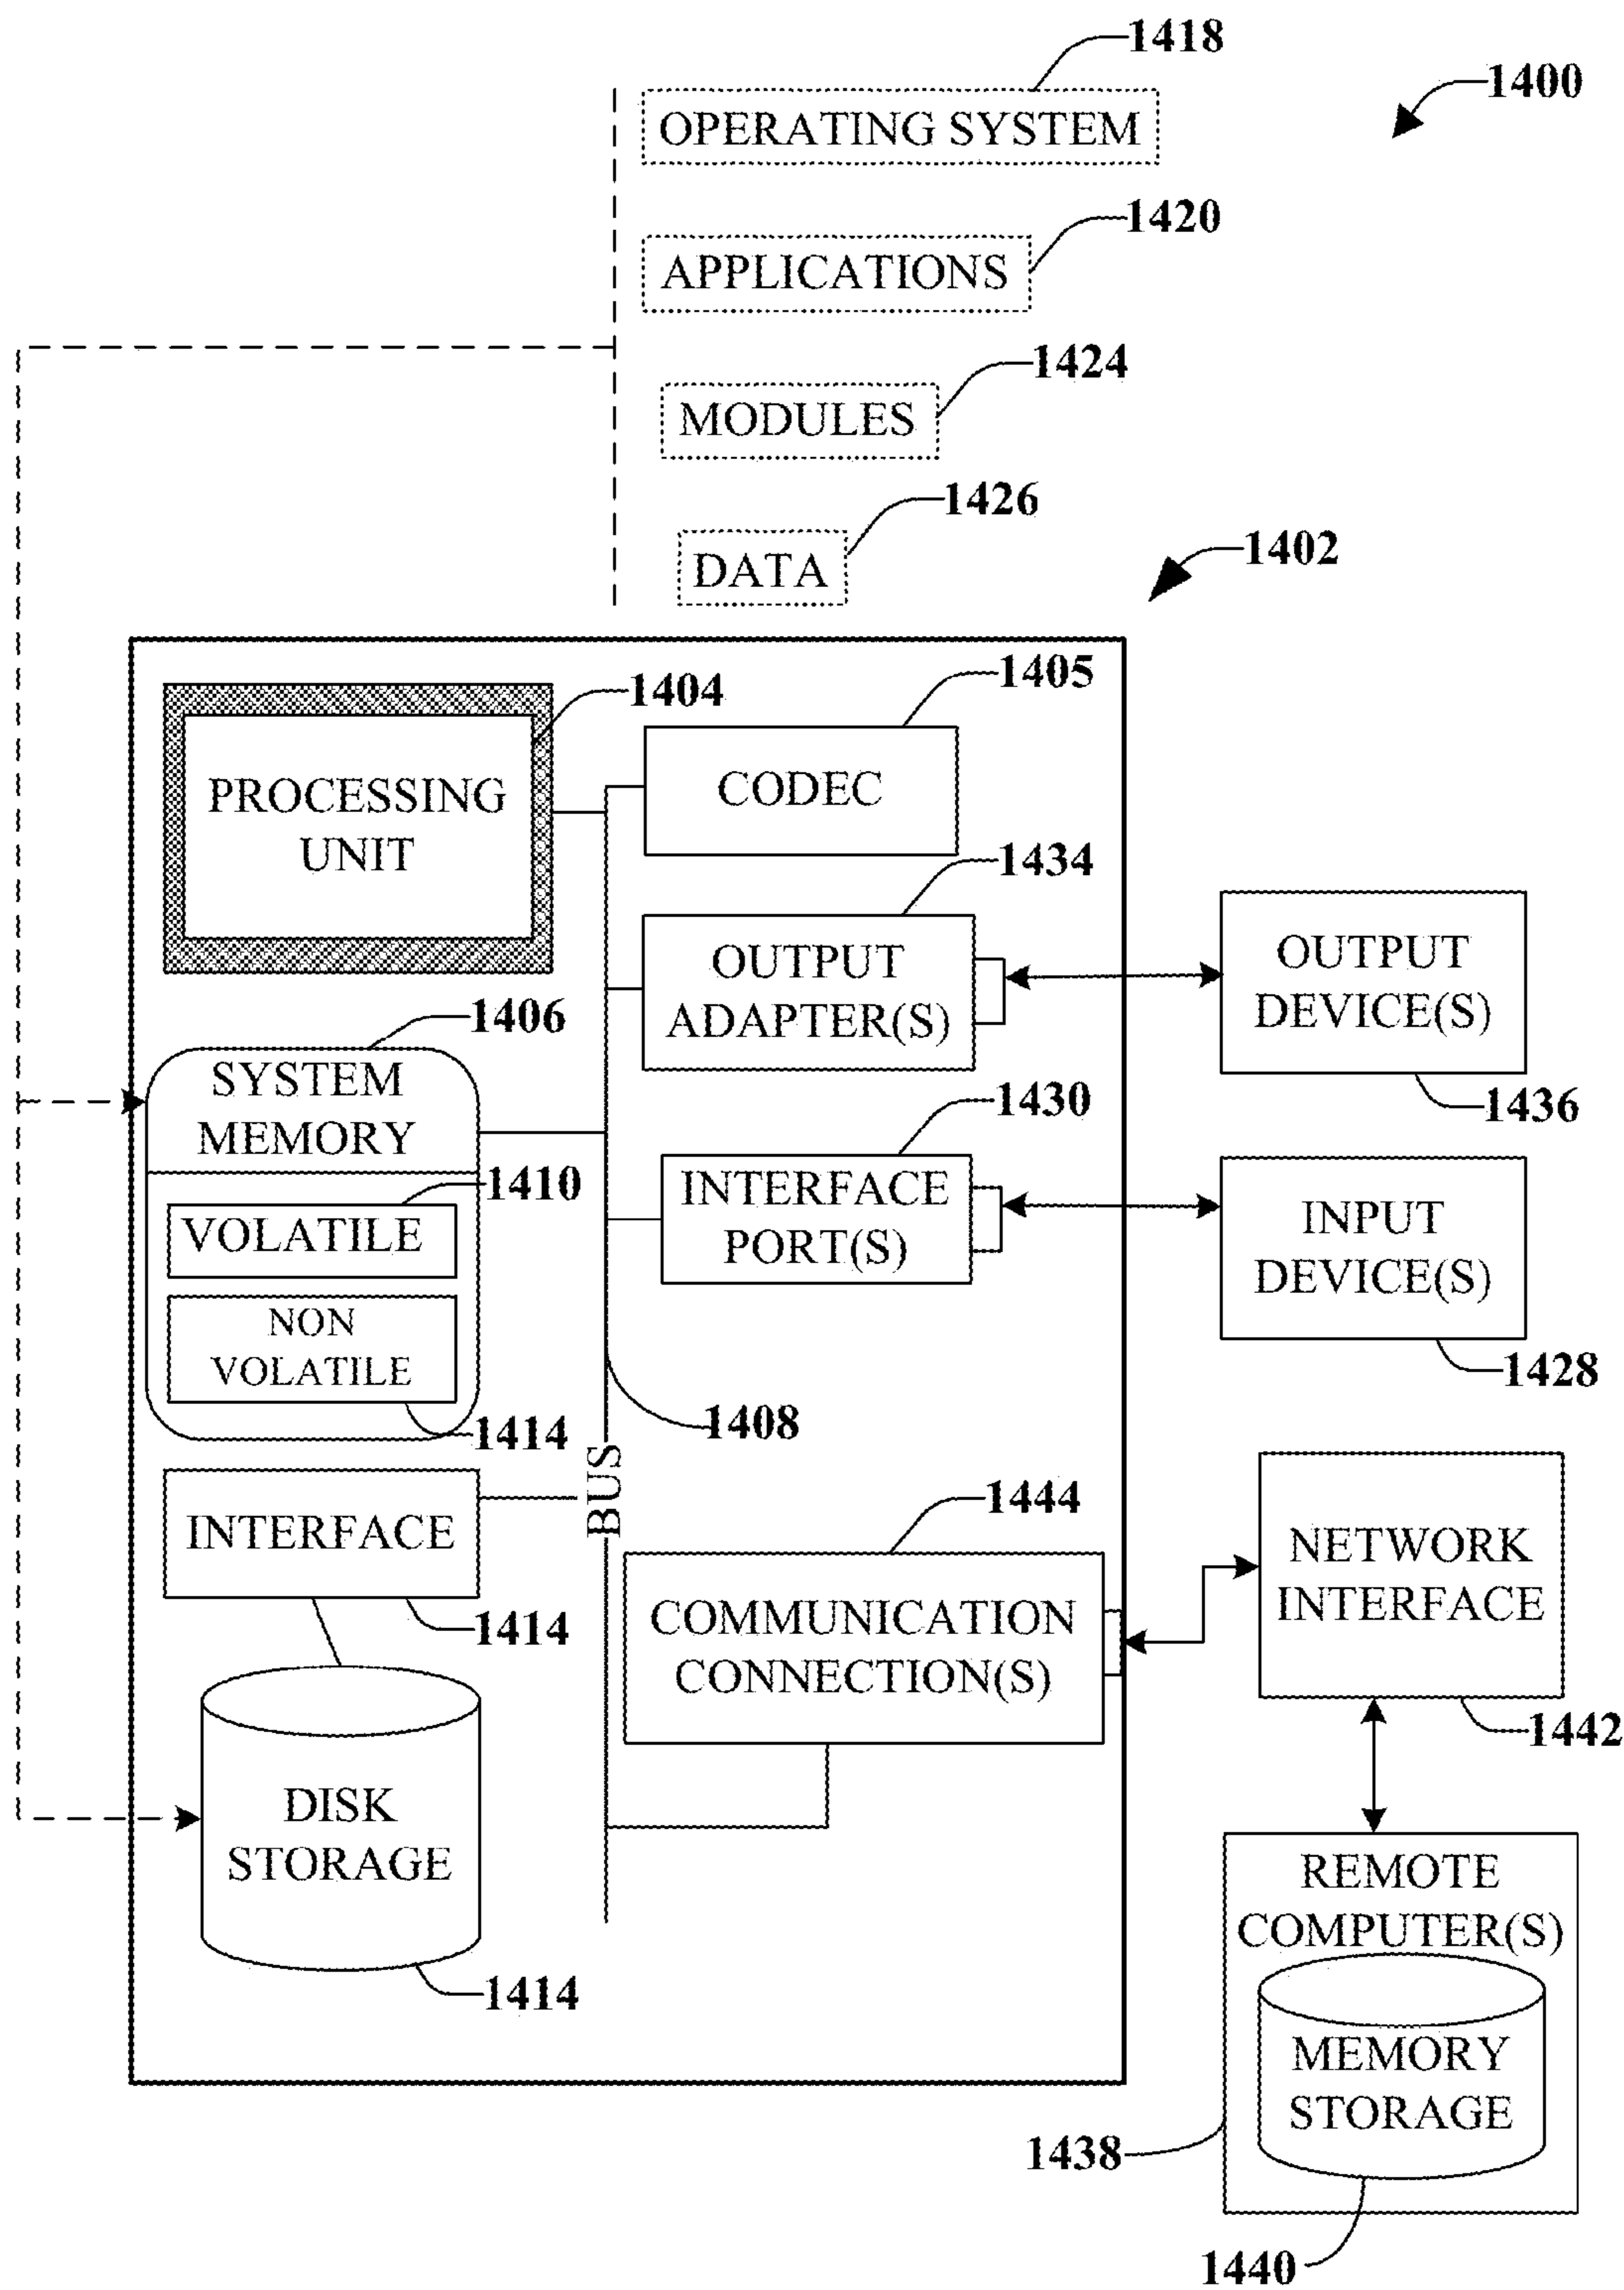 1418
1400
OPERATING SYSTEM
1420
APPLICATIONS
1424
MODULES
1426
DATA
1402
1404
PROCESSING
UNIT
1405
CODEC
1434
OUTPUT
ADAPTER(S)
OUTPUT
DEVICE(S)
1436
1406
SYSTEM
MEMORY
1410
VOLATILE
NON
VOLATILE
1414
1430
INTERFACE
PORT(S)
INPUT
DEVICE(S)
1428
1408
BUS
INTERFACE
1414
1444
COMMUNICATION
CONNECTION(S)
NETWORK
INTERFACE
1442
DISK
STORAGE
1414
REMOTE
COMPUTER(S)
MEMORY
STORAGE
1438
1440